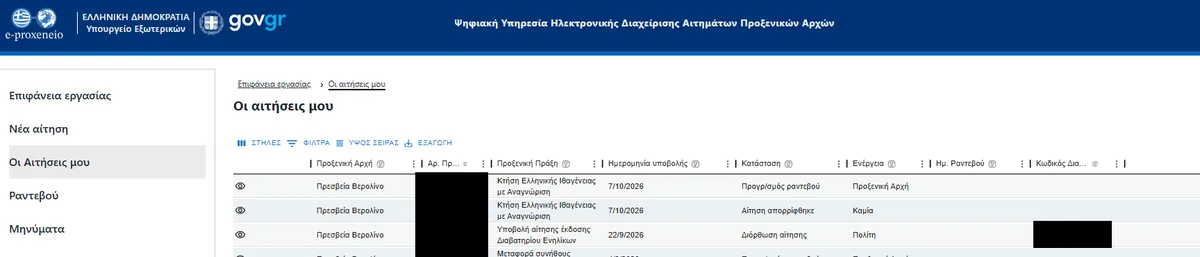 ΕΛΛΗΝΙΚΗ ΔΗΜΟΚΡΑΤΙΑ
Υπουργείο Εξωτερικών
e-proxeneio
govgr
Ψηφιακή Υπηρεσία Ηλεκτρονικής Διαχείρισης Αιτημάτων Προξενικών Αρχών
Επιφάνεια εργασίας
Νέα αίτηση
Οι Αιτήσεις μου
Ραντεβού
Μηνύματα
Επιφάνεια εργασίας > Οι αιτήσεις μου
Οι αιτήσεις μου
ΣΤΗΛΕΣ ΦΙΛΤΡΑ ΥΨΟΣ ΣΕΙΡΑΣ ΕΞΑΓΩΓΗ
Προξενική Αρχή Αρ. Πρ... Προξενική Πράξη Ημερομηνία υποβολής Κατάσταση Ενέργεια Ημ. Ραντεβού Κωδικός Δια...
Πρεσβεία Βερολίνο Κτήση Ελληνικής Ιθαγένειας 7/10/2026 Προγρ/σμός ραντεβού Προξενική Αρχή
με Αναγνώριση
Πρεσβεία Βερολίνο Κτήση Ελληνικής Ιθαγένειας 7/10/2026 Αίτηση απορρίφθηκε Καμία
με Αναγνώριση
Πρεσβεία Βερολίνο Υποβολή αίτησης έκδοσης 22/9/2026 Διόρθωση αίτησης Πολίτη
Διαβατηρίου Ενηλίκων
Μεταφορά συνήθους